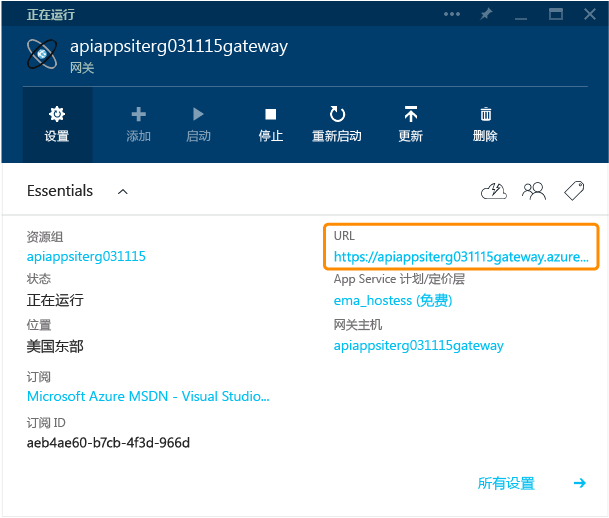 正在运行
apiappsiterg031115gateway
网关
设置 添加 启动 停止 重新启动 更新 删除
Essentials
资源组
apiappsiterg031115
状态
正在运行
位置
美国东部
订阅
Microsoft Azure MSDN - Visual Studio...
订阅 ID
aeb4ae60-b7cb-4f3d-966d
URL
https://apiappsiterg031115gateway.azure...
App Service 计划/定价层
ema_hostess (免费)
网关主机
apiappsiterg031115gateway
所有设置